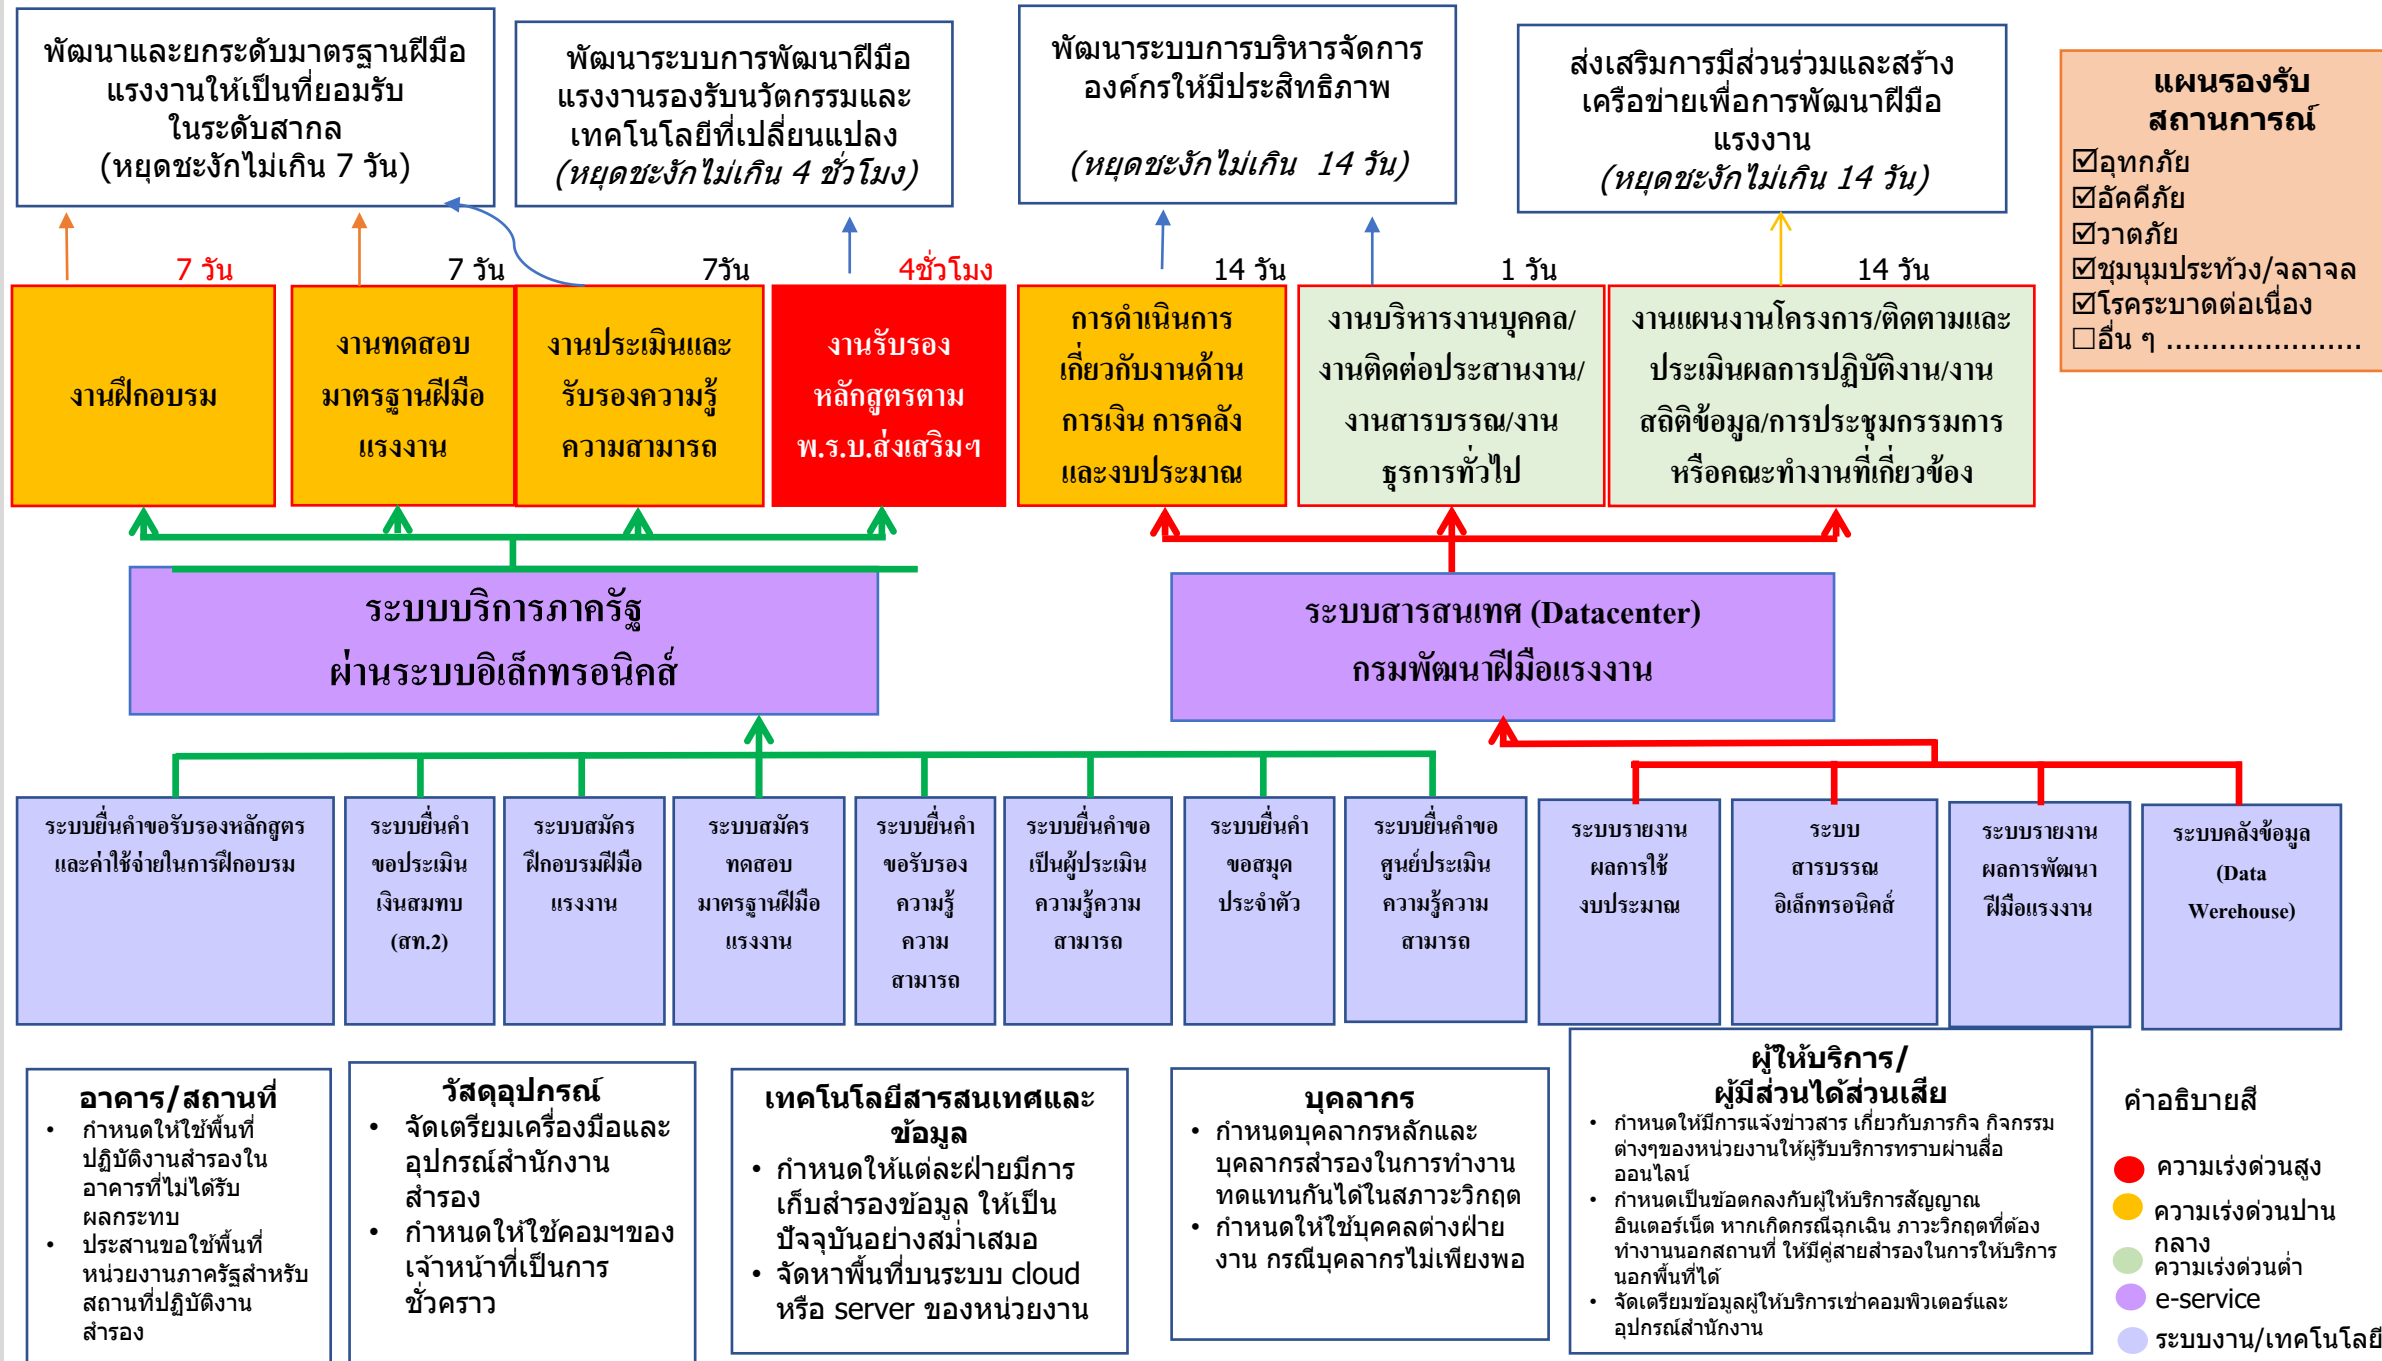 พัฒนาและยกระดับมาตรฐานฝีมือ
แรงงานให้เป็นที่ยอมรับ
ในระดับสากล
(หยุดชะงักไม่เกิน 7 วัน)
พัฒนาระบบการพัฒนาฝีมือ
แรงงานรองรับนวัตกรรมและ
เทคโนโลยีที่เปลี่ยนแปลง
(หยุดชะงักไม่เกิน 4 ชั่วโมง)
พัฒนาระบบการบริหารจัดการ
องค์กรให้มีประสิทธิภาพ
(หยุดชะงักไม่เกิน 14 วัน)
ส่งเสริมการมีส่วนร่วมและสร้าง
เครือข่ายเพื่อการพัฒนาฝีมือ
แรงงาน
(หยุดชะงักไม่เกิน 14 วัน)
แผนรองรับ
สถานการณ์
☑อุทกภัย
☑อัคคีภัย
☑วาตภัย
☑ชุมนุมประท้วง/จลาจล
☑โรคระบาดต่อเนื่อง
☐อื่น ๆ ......................
7 วัน
7 วัน
7วัน
4ชั่วโมง
14 วัน
1 วัน
14 วัน
งานฝึกอบรม
งานทดสอบ
มาตรฐานฝีมือ
แรงงาน
งานประเมินและ
รับรองความรู้
ความสามารถ
งานรับรอง
หลักสูตรตาม
พ.ร.บ.ส่งเสริมฯ
การดำเนินการ
เกี่ยวกับงานด้าน
การเงิน การคลัง
และงบประมาณ
งานบริหารงานบุคคล/
งานติดต่อประสานงาน/
งานสารบรรณ/งาน
ธุรการทั่วไป
งานแผนงานโครงการ/ติดตามและ
ประเมินผลการปฏิบัติงาน/งาน
สถิติข้อมูล/การประชุมกรรมการ
หรือคณะทำงานที่เกี่ยวข้อง
ระบบบริการภาครัฐ
ผ่านระบบอิเล็กทรอนิคส์
ระบบสารสนเทศ (Datacenter)
กรมพัฒนาฝีมือแรงงาน
ระบบยื่นคำขอรับรองหลักสูตร
และค่าใช้จ่ายในการฝึกอบรม
ระบบยื่นคำ
ขอประเมิน
เงินสมทบ
(สท.2)
ระบบสมัคร
ฝึกอบรมฝีมือ
แรงงาน
ระบบสมัคร
ทดสอบ
มาตรฐานฝีมือ
แรงงาน
ระบบยื่นคำ
ขอรับรอง
ความรู้
ความ
สามารถ
ระบบยื่นคำขอ
เป็นผู้ประเมิน
ความรู้ความ
สามารถ
ระบบยื่นคำ
ขอสมุด
ประจำตัว
ระบบยื่นคำขอ
ศูนย์ประเมิน
ความรู้ความ
สามารถ
ระบบรายงาน
ผลการใช้
งบประมาณ
ระบบ
สารบรรณ
อิเล็กทรอนิคส์
ระบบรายงาน
ผลการพัฒนา
ฝีมือแรงงาน
ระบบคลังข้อมูล
(Data
Werehouse)
อาคาร/สถานที่
• กำหนดให้ใช้พื้นที่
ปฏิบัติงานสำรองใน
อาคารที่ไม่ได้รับ
ผลกระทบ
• ประสานขอใช้พื้นที่
หน่วยงานภาครัฐสำหรับ
สถานที่ปฏิบัติงาน
สำรอง
วัสดุอุปกรณ์
• จัดเตรียมเครื่องมือและ
อุปกรณ์สำนักงาน
สำรอง
• กำหนดให้ใช้คอมฯของ
เจ้าหน้าที่เป็นการ
ชั่วคราว
เทคโนโลยีสารสนเทศและ
ข้อมูล
• กำหนดให้แต่ละฝ่ายมีการ
เก็บสำรองข้อมูล ให้เป็น
ปัจจุบันอย่างสม่ำเสมอ
• จัดหาพื้นที่บนระบบ cloud
หรือ server ของหน่วยงาน
บุคลากร
• กำหนดบุคลากรหลักและ
บุคลากรสำรองในการทำงาน
ทดแทนกันได้ในสภาวะวิกฤต
• กำหนดให้ใช้บุคคลต่างฝ่าย
งาน กรณีบุคลากรไม่เพียงพอ
ผู้ให้บริการ/
ผู้มีส่วนได้ส่วนเสีย
• กำหนดให้มีการแจ้งข่าวสาร เกี่ยวกับภารกิจ กิจกรรม
ต่างๆของหน่วยงานให้ผู้รับบริการทราบผ่านสื่อ
ออนไลน์
• กำหนดเป็นข้อตกลงกับผู้ให้บริการสัญญาณ
อินเตอร์เน็ต หากเกิดกรณีฉุกเฉิน ภาวะวิกฤตที่ต้อง
ทำงานนอกสถานที่ ให้มีคู่สายสำรองในการให้บริการ
นอกพื้นที่ได้
• จัดเตรียมข้อมูลผู้ให้บริการเช่าคอมพิวเตอร์และ
อุปกรณ์สำนักงาน
คำอธิบายสี
ความเร่งด่วนสูง
ความเร่งด่วนปาน
กลาง
ความเร่งด่วนต่ำ
e-service
ระบบงาน/เทคโนโลยี